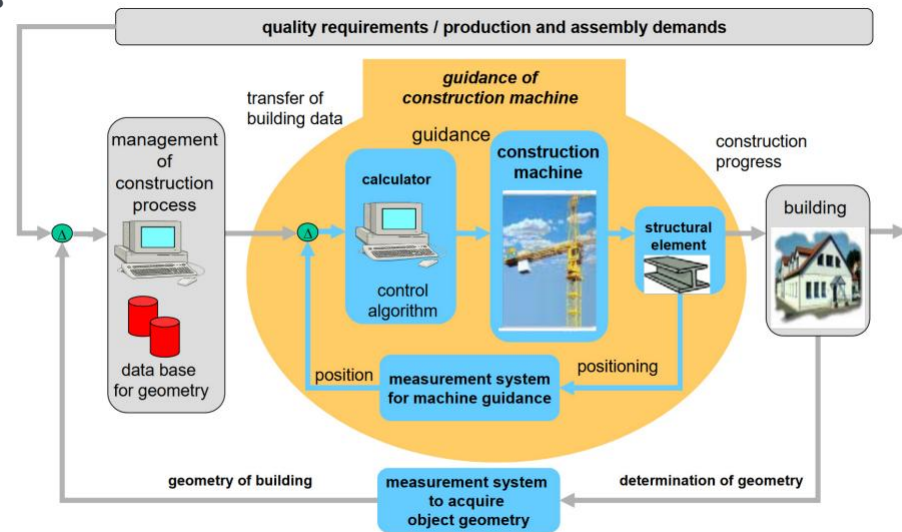 quality requirements / production and assembly demands
guidance of
construction machine
transfer of
building data
guidance
management
of
construction
process
data base
for geometry
Δ
Δ
calculator
control
algorithm
construction
machine
structural
element
construction
progress
building
position
measurement system
for machine guidance
positioning
geometry of building
measurement system
to acquire
object geometry
determination of geometry